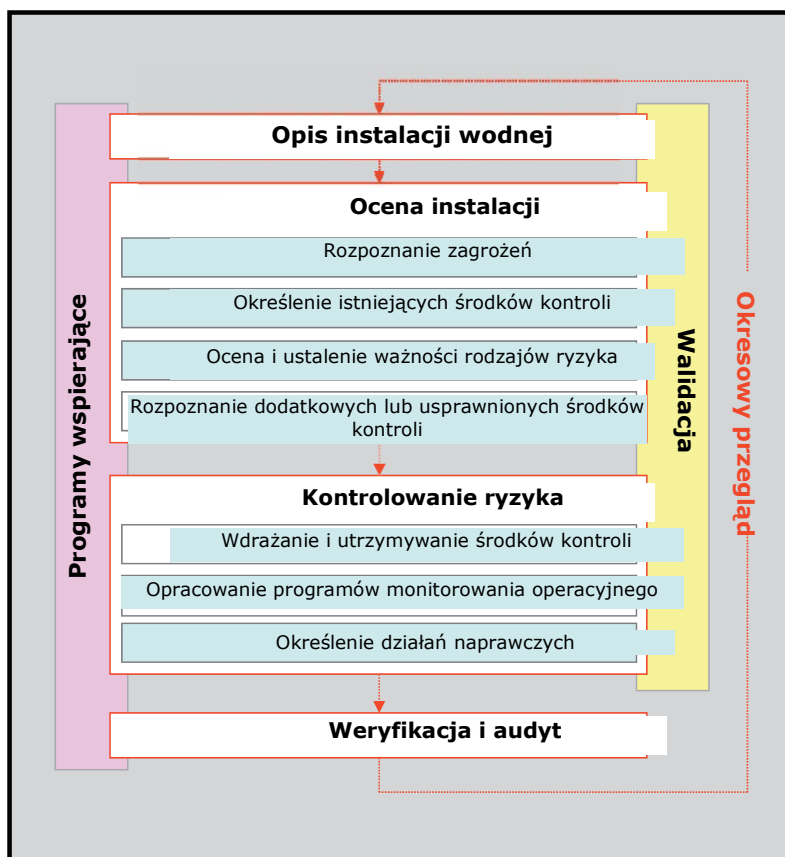 Opis instalacji wodnej
Ocena instalacji
Rozpoznanie zagrożeń
Określenie istniejących środków kontroli
Ocena i ustalenie ważności rodzajów ryzyka
Rozpoznanie dodatkowych lub usprawnionych środków
kontroli
Kontrolowanie ryzyka
Wdrażanie i utrzymywanie środków kontroli
Opracowanie programów monitorowania operacyjnego
Określenie działań naprawczych
Weryfikacja i audyt
Programy wspierające
Walidacja
Okresowy przegląd